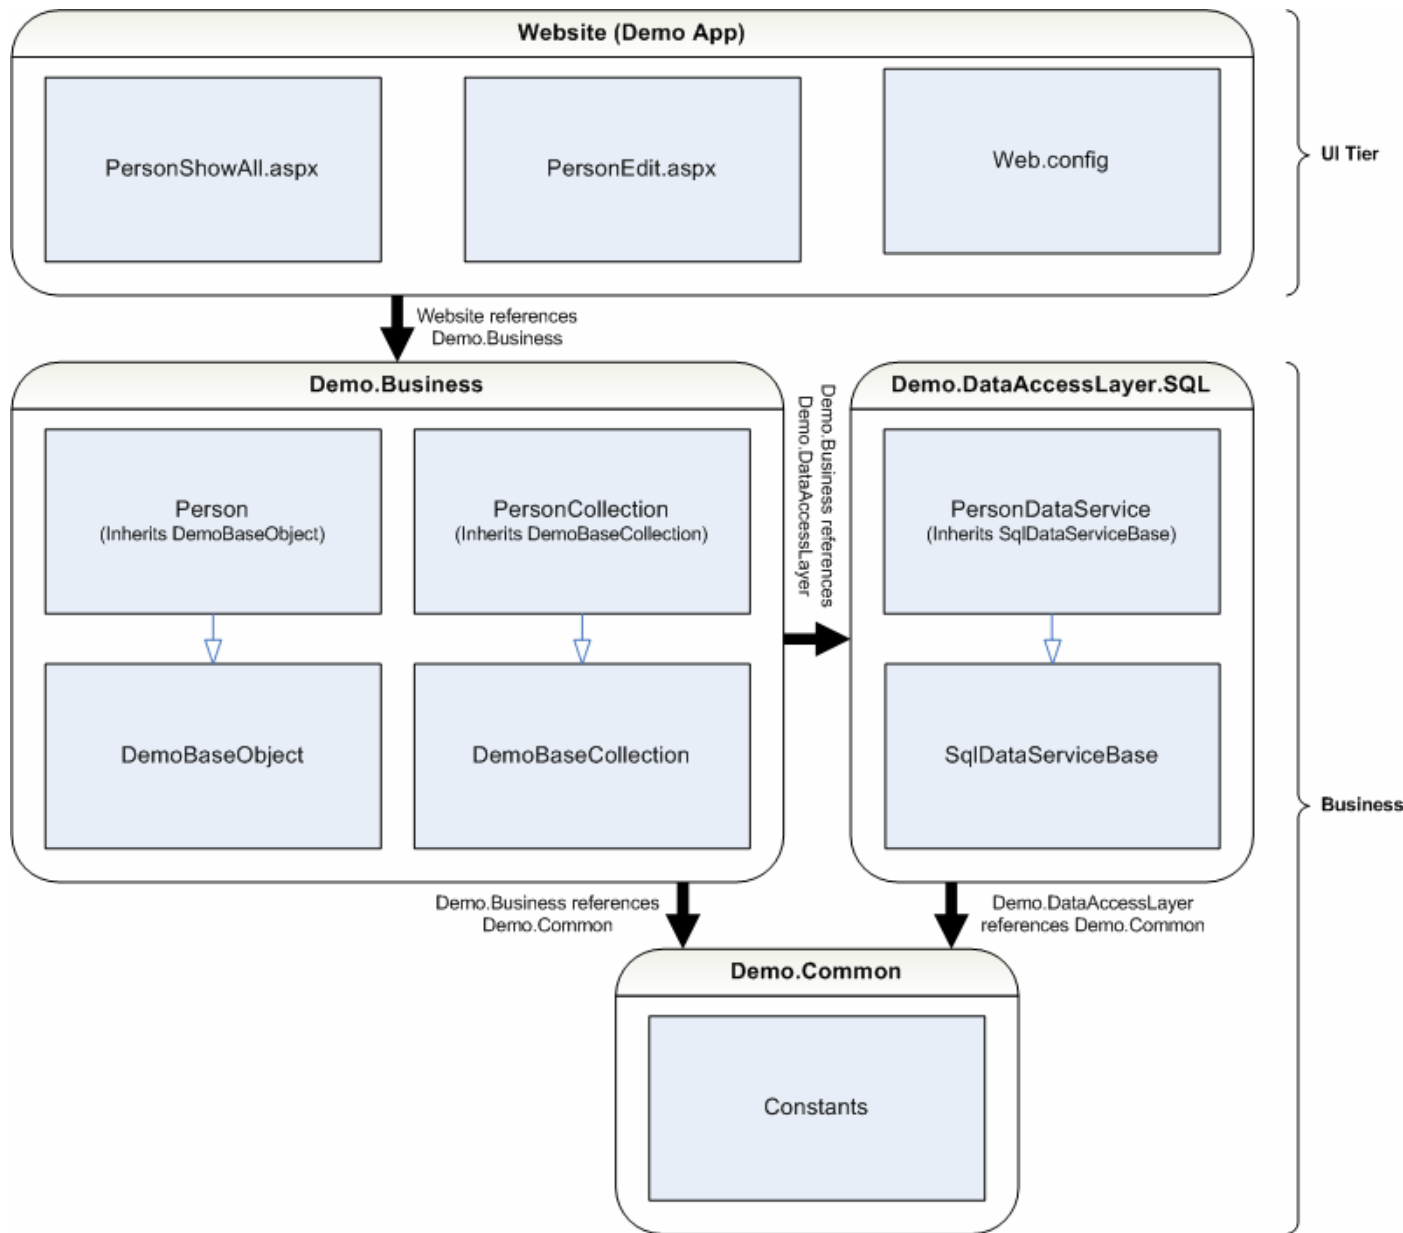 Website (Demo App)
PersonShowAll.aspx
PersonEdit.aspx
Web.config
UI Tier
Website references
Demo.Business
Demo.Business
Demo.DataAccessLayer.SQL
Person
(Inherits DemoBaseObject)
PersonCollection
(Inherits DemoBaseCollection)
Demo.Business references
Demo.DataAccessLayer
PersonDataService
(Inherits SqlDataServiceBase)
DemoBaseObject
DemoBaseCollection
SqlDataServiceBase
Business
Demo.Business references
Demo.Common
Demo.DataAccessLayer
references Demo.Common
Demo.Common
Constants